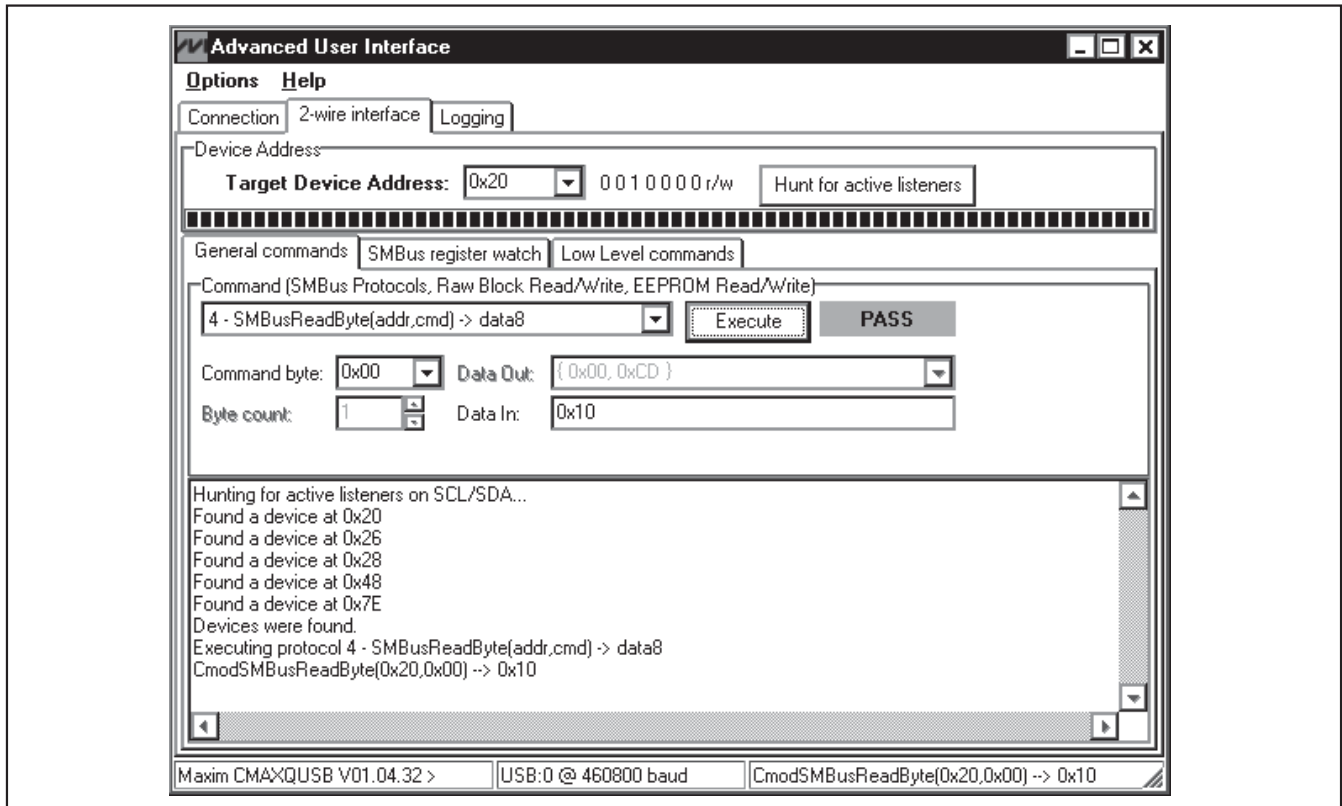 Advanced User Interface
Options Help
Connection 2-wire interface Logging
Device Address
Target Device Address: 0x20 0 0 1 0 0 0 0 r/w Hunt for active listeners
General commands SMBus register watch Low Level commands
Command (SMBus Protocols, Raw Block Read/Write, EEPROM Read/Write)
4 - SMBusReadByte(addr,cmd) -> data8 Execute PASS
Command byte: 0x00 Data Out: { 0x00, 0xCD }
Byte count: 1 Data In: 0x10
Hunting for active listeners on SCL/SDA...
Found a device at 0x20
Found a device at 0x26
Found a device at 0x28
Found a device at 0x48
Found a device at 0x7E
Devices were found.
Executing protocol 4 - SMBusReadByte(addr,cmd) -> data8
CmodSMBusReadByte(0x20,0x00) --> 0x10
Maxim CMAXQUSB V01.04.32 > USB:0 @ 460800 baud CmodSMBusReadByte(0x20,0x00) --> 0x10